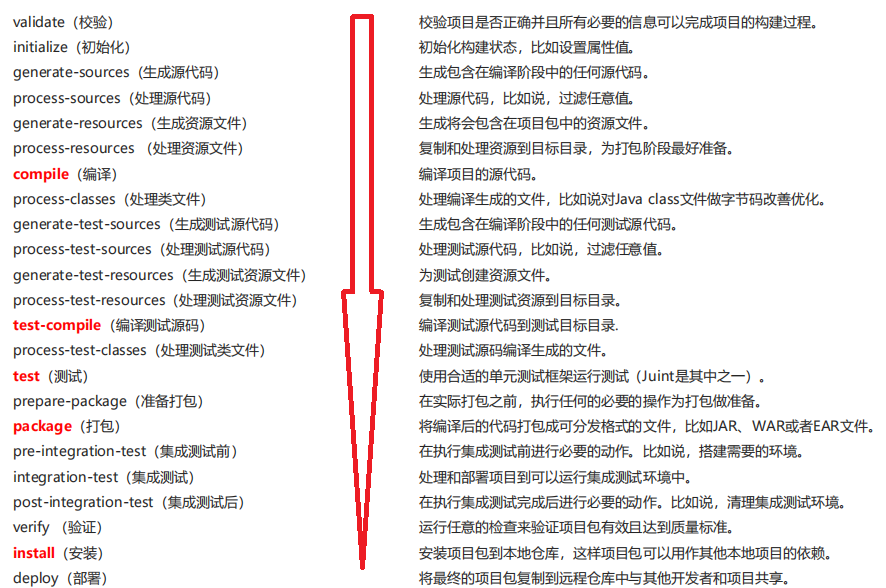 validate（校验） 校验项目是否正确并且所有必要的信息可以完成项目的构建过程。
initialize（初始化） 初始化构建状态，比如设置属性值。
generate-sources（生成源代码） 生成包含在编译阶段中的任何源代码。
process-sources（处理源代码） 处理源代码，比如说，过滤任意值。
generate-resources（生成资源文件） 生成将会包含在项目包中的资源文件。
process-resources （处理资源文件） 复制和处理资源到目标目录，为打包阶段最好准备。
compile（编译） 编译项目的源代码。
process-classes（处理类文件） 处理编译生成的文件，比如说对Java class文件做字节码改善优化。
generate-test-sources（生成测试源代码） 生成包含在编译阶段中的任何测试源代码。
process-test-sources（处理测试源代码） 处理测试源代码，比如说，过滤任意值。
generate-test-resources（生成测试资源文件） 为测试创建资源文件。
process-test-resources（处理测试资源文件） 复制和处理测试资源到目标目录。
test-compile（编译测试源码） 编译测试源代码到测试目标目录.
process-test-classes（处理测试类文件） 处理测试源码编译生成的文件。
test（测试） 使用合适的单元测试框架运行测试（Juint是其中之一）。
prepare-package（准备打包） 在实际打包之前，执行任何的必要的操作为打包做准备。
package（打包） 将编译后的代码打包成可分发格式的文件，比如JAR、WAR或者EAR文件。
pre-integration-test（集成测试前） 在执行集成测试前进行必要的动作。比如说，搭建需要的环境。
integration-test（集成测试） 处理和部署项目到可以运行集成测试环境中。
post-integration-test（集成测试后） 在执行集成测试完成后进行必要的动作。比如说，清理集成测试环境。
verify （验证） 运行任意的检查来验证项目包有效且达到质量标准。
install（安装） 安装项目包到本地仓库，这样项目包可以用作其他本地项目的依赖。
deploy（部署） 将最终的项目包复制到远程仓库中与其他开发者和项目共享。